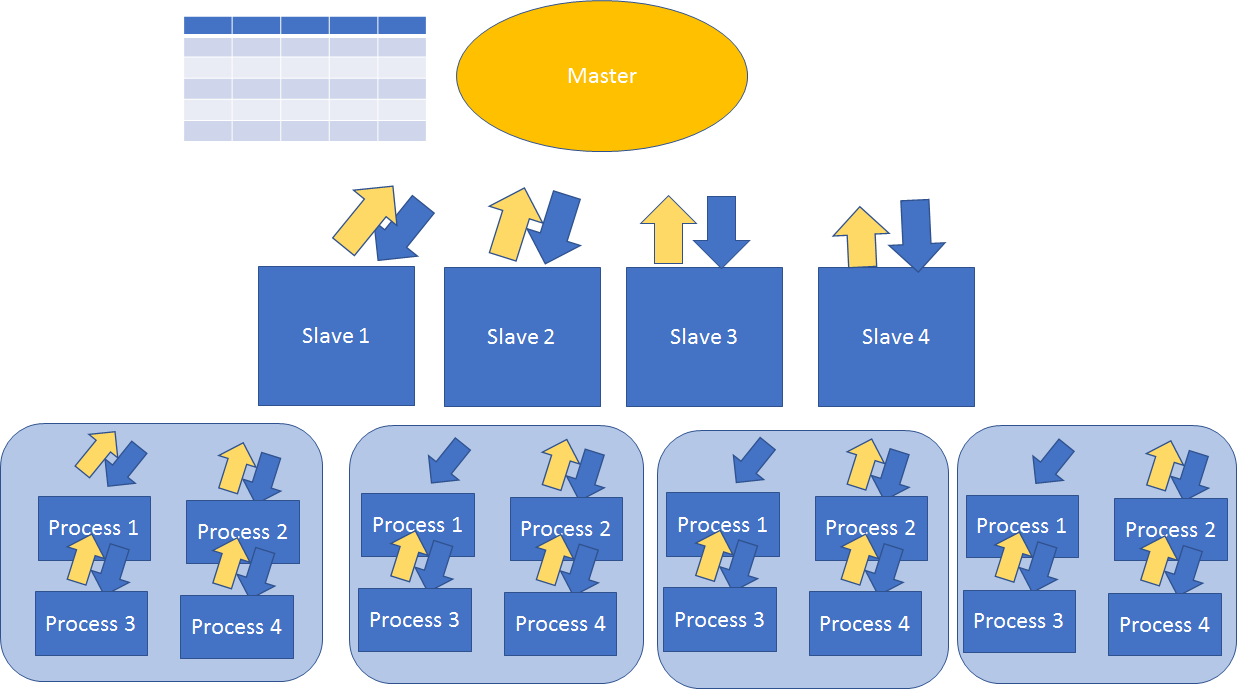 Master
Slave 1
Slave 2
Slave 3
Slave 4
Process 1
Process 2
Process 3
Process 4
Process 1
Process 2
Process 3
Process 4
Process 1
Process 2
Process 3
Process 4
Process 1
Process 2
Process 3
Process 4